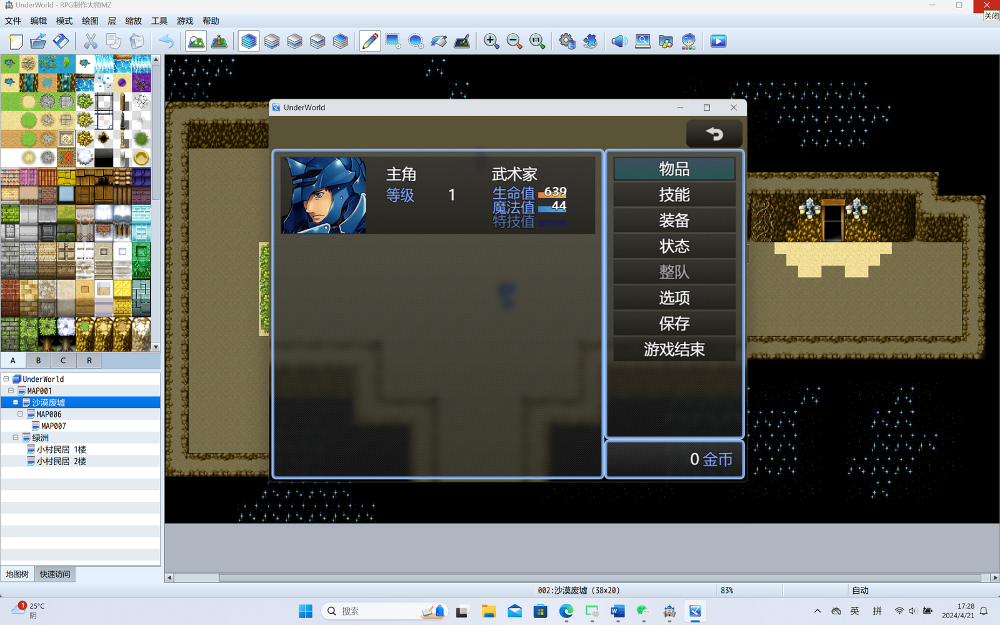 UnderWorld - RPG制作大师MZ
关闭
文件 编辑 模式 绘图 层 缩放 工具 游戏 帮助
1:1
UnderWorld
主角
等级 1
武术家
生命值 639
魔法值 44
特技值
物品
技能
装备
状态
整队
选项
保存
游戏结束
0 金币
A B C R
UnderWorld
MAP001
沙漠废墟
MAP006
MAP007
绿洲
小村民居 1楼
小村民居 2楼
地图树 快速访问
002:沙漠废墟 (38x20) 83% 自动
1
25°C
阴
搜索
英 拼
17:28
2024/4/21